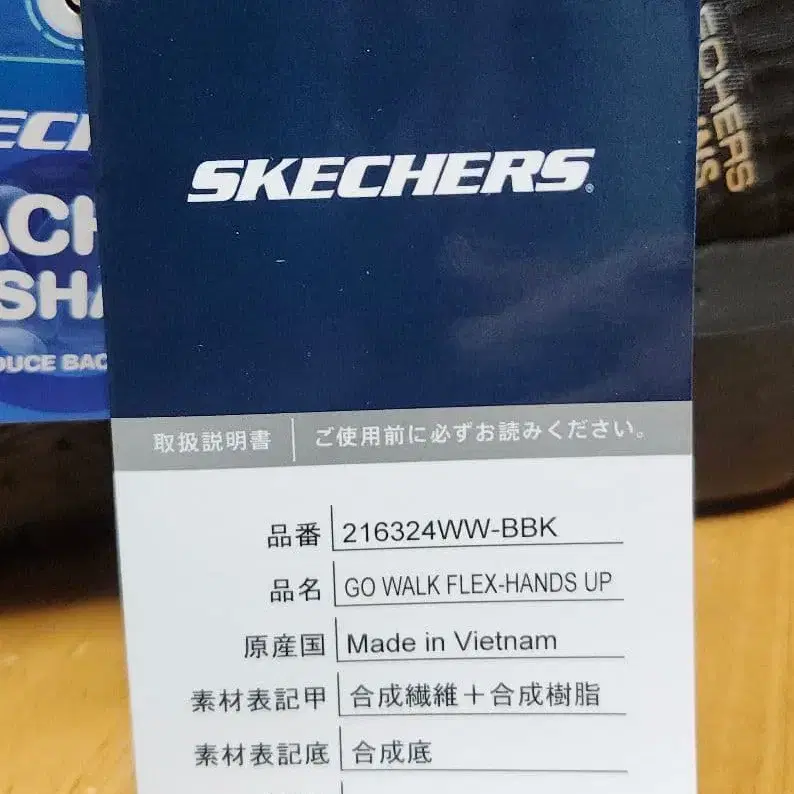 SKECHERS®
取扱説明書 ご使用前に必ずお読みください。
品番 216324WW-BBK
品名 GO WALK FLEX-HANDS UP
原産国 Made in Vietnam
素材表記甲 合成繊維＋合成樹脂
素材表記底 合成底